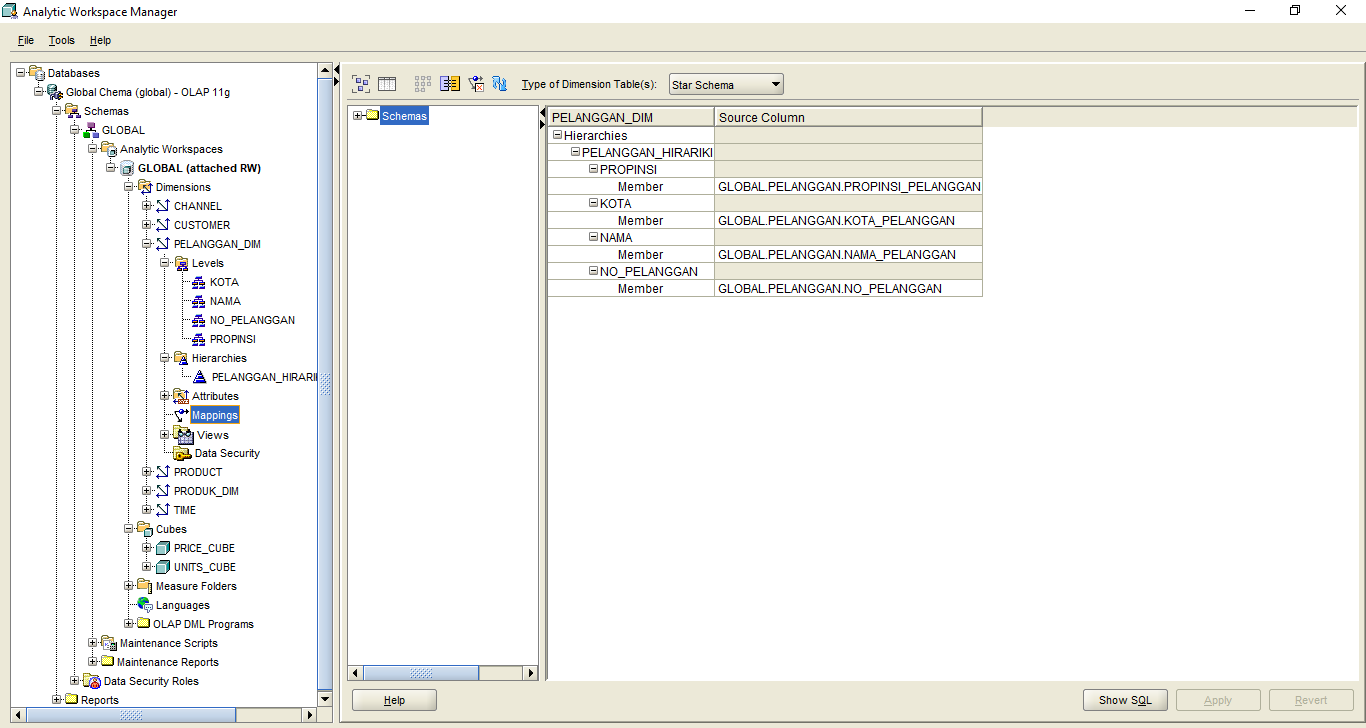 Analytic Workspace Manager
File Tools Help
Databases
Global Chema (global) - OLAP 11g
Schemas
GLOBAL
Analytic Workspaces
GLOBAL (attached RW)
Dimensions
CHANNEL
CUSTOMER
PELANGGAN_DIM
Levels
KOTA
NAMA
NO_PELANGGAN
PROPINSI
Hierarchies
PELANGGAN_HIRARI
Attributes
Mappings
Views
Data Security
PRODUCT
PRODUK_DIM
TIME
Cubes
PRICE_CUBE
UNITS_CUBE
Measure Folders
Languages
OLAP DML Programs
Maintenance Scripts
Maintenance Reports
Data Security Roles
Reports
Type of Dimension Table(s): Star Schema
Schemas
PELANGGAN_DIM Source Column
Hierarchies
PELANGGAN_HIRARIKI
PROPINSI
Member GLOBAL.PELANGGAN.PROPINSI_PELANGGAN
KOTA
Member GLOBAL.PELANGGAN.KOTA_PELANGGAN
NAMA
Member GLOBAL.PELANGGAN.NAMA_PELANGGAN
NO_PELANGGAN
Member GLOBAL.PELANGGAN.NO_PELANGGAN
Help Show SQL Apply Revert